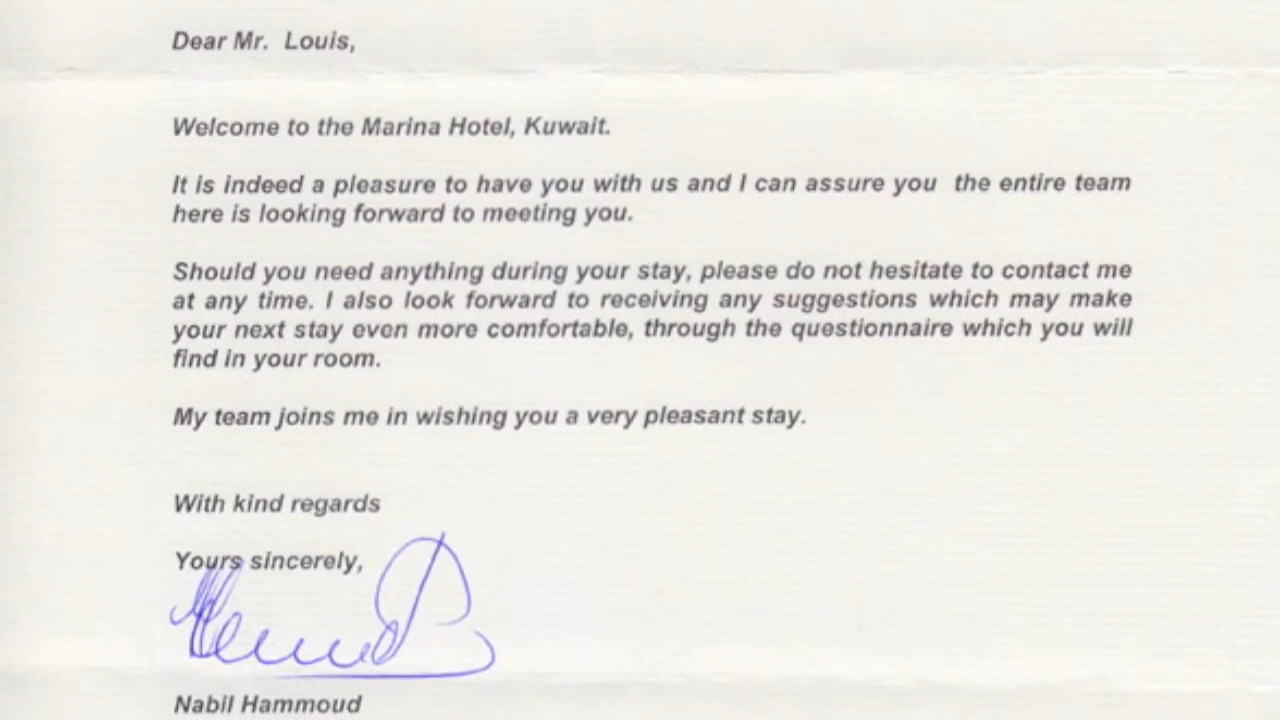 Dear Mr.  Louis,
Welcome to the Marina Hotel, Kuwait.
It is indeed a pleasure to have you with us and I can assure you  the entire team
here is looking forward to meeting you.
Should you need anything during your stay, please do not hesitate to contact me
at any time. I also look forward to receiving any suggestions which may make
your next stay even more comfortable, through the questionnaire which you will
find in your room.
My team joins me in wishing you a very pleasant stay.
With kind regards
Yours sincerely,
Nabil Hammoud